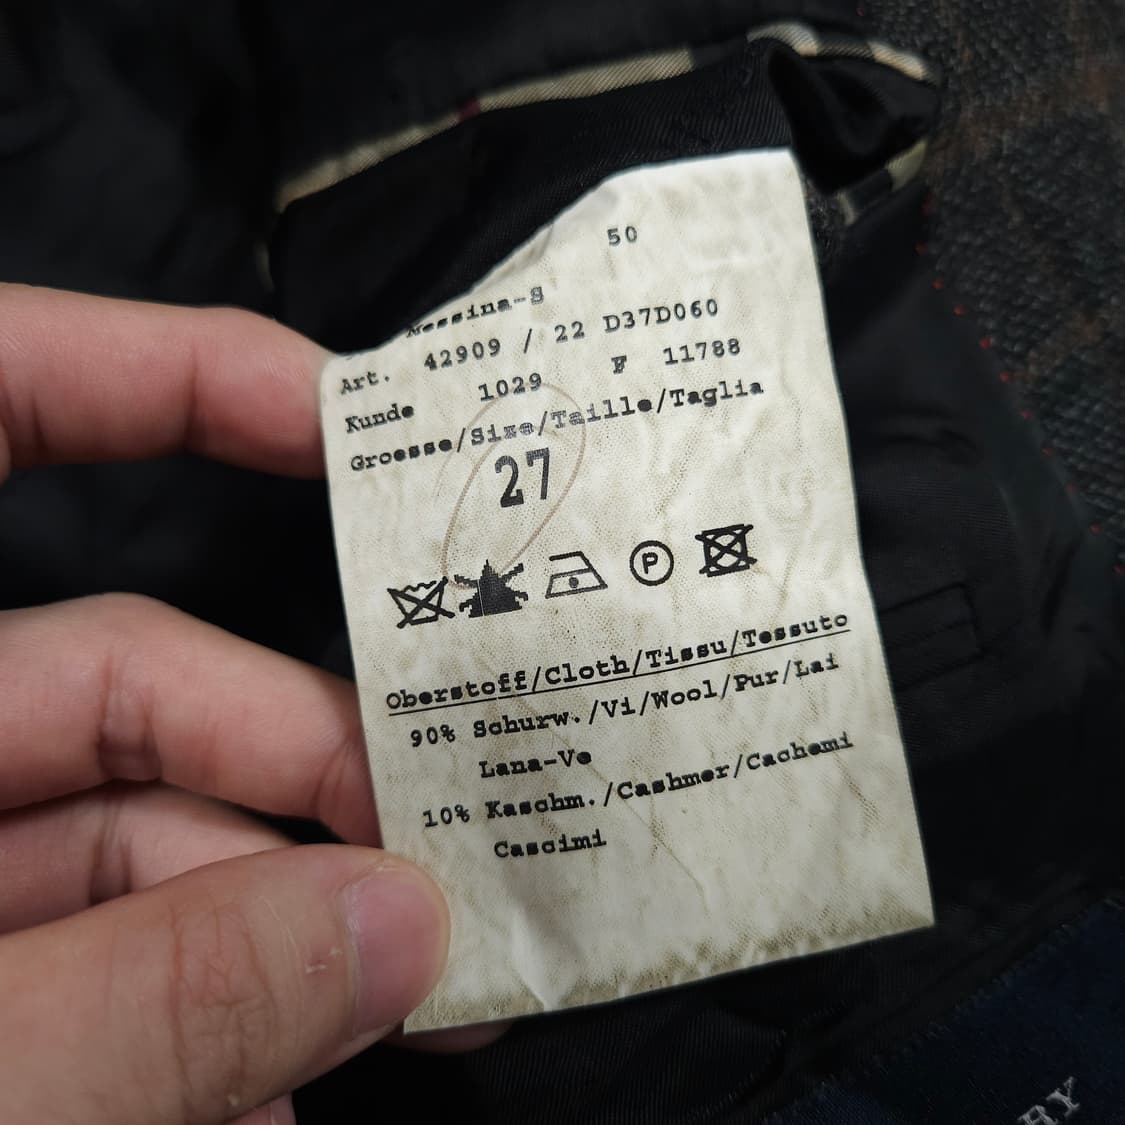 50
Messina-S
Art. 42909 / 22 D37D060
Kunde 1029 F 11788
Groesse/Size/Taille/Taglia
27
P
Oberstoff/Cloth/Tissu/Tessuto
90% Schurw./Vi/Wool/Pur/Lai
Lana-Ve
10% Kaschm./Cashmer/Cachemi
Cascimi
RY